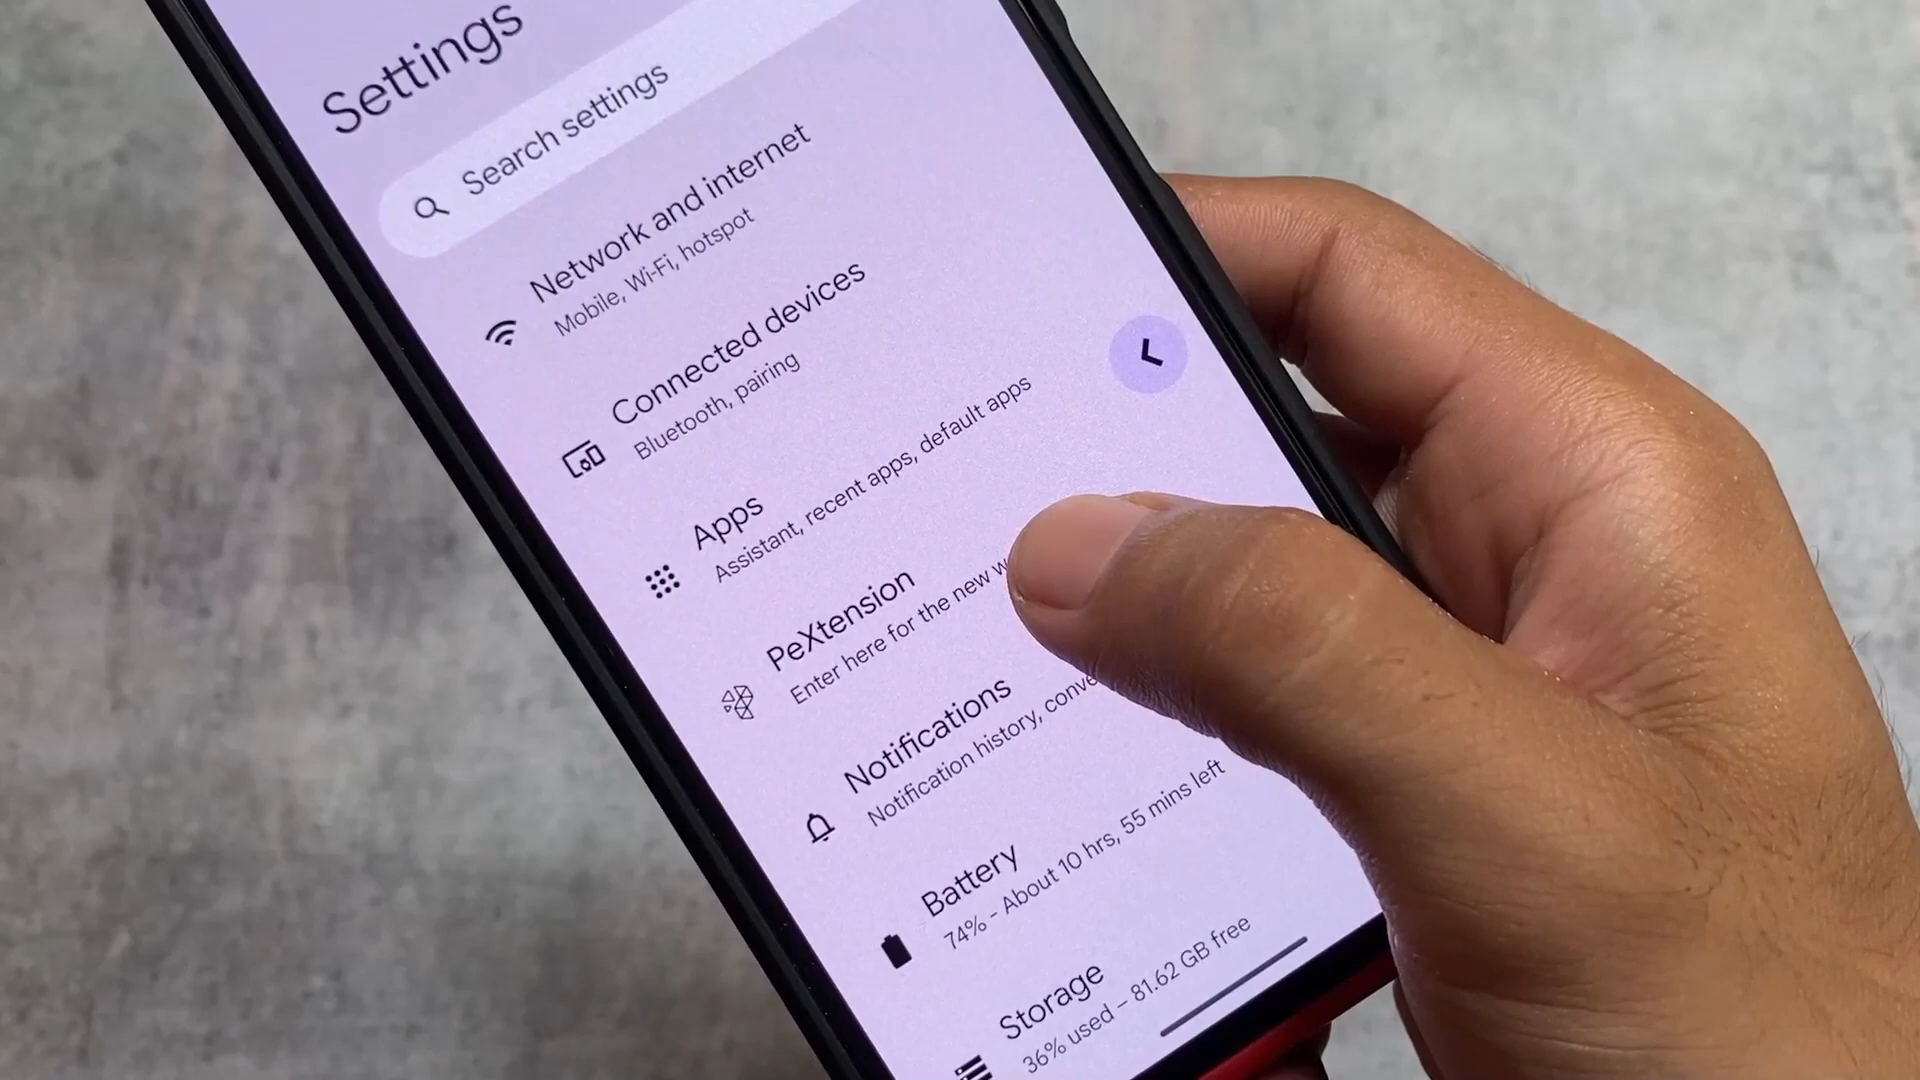 Settings
Search settings
Network and internet
Mobile, Wi-Fi, hotspot
Connected devices
Bluetooth, pairing
Apps
Assistant, recent apps, default apps
PeXtension
Enter here for the new
Notifications
Notification history,
Battery
74% - About 10 hrs, 55 mins left
Storage
36% used - 81.62 GB free